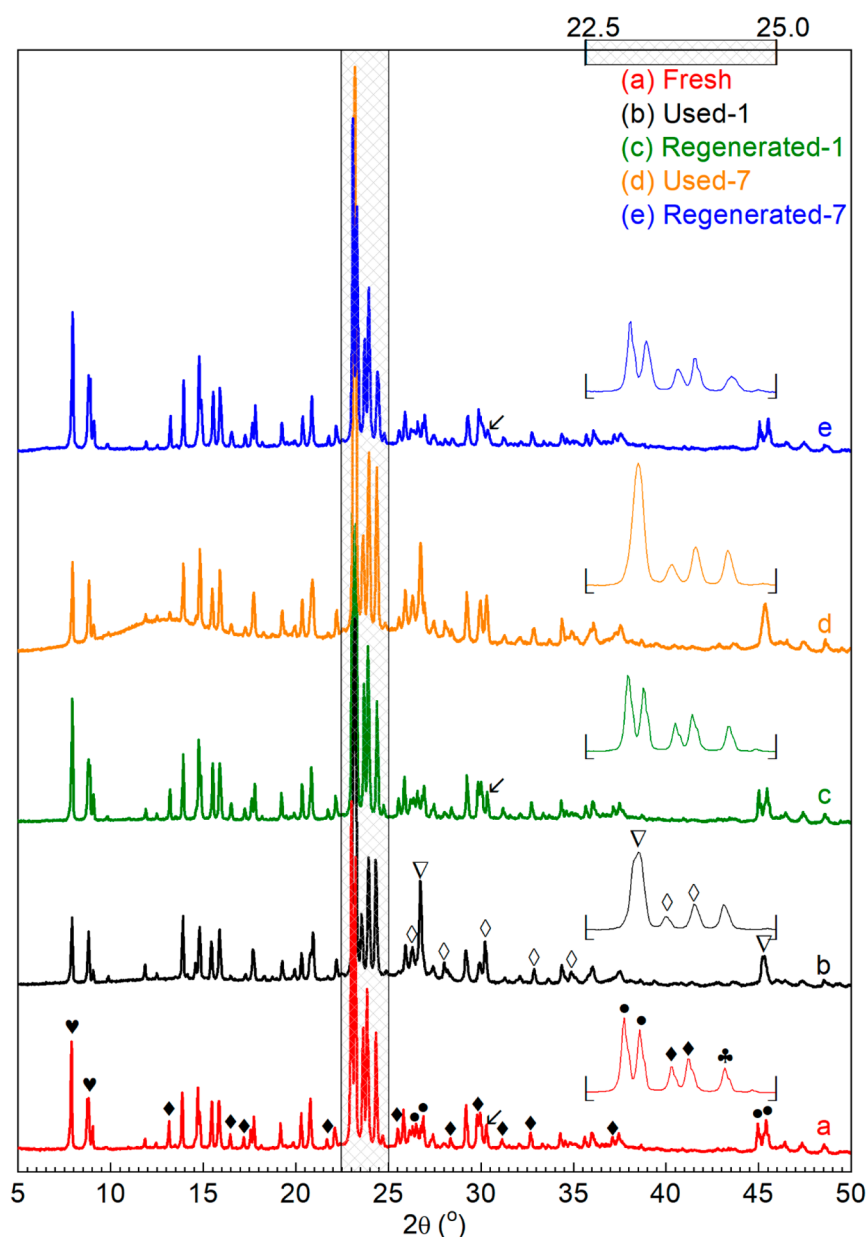 22.5 25.0
(a) Fresh
(b) Used-1
(c) Regenerated-1
(d) Used-7
(e) Regenerated-7
e
d
c
b
a
5 10 15 20 25 30 35 40 45 50
2θ (o)